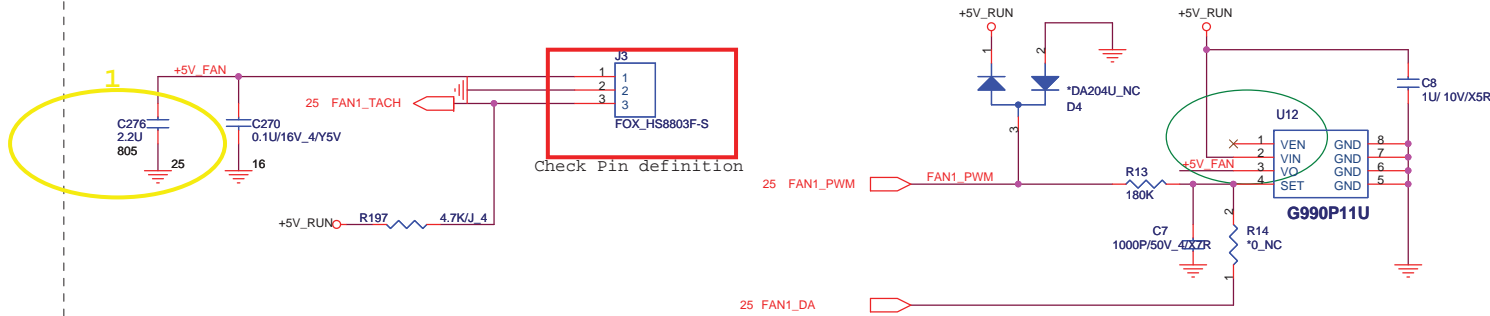 1
+5V_FAN
C276
2.2U
805
25
C270
0.1U/16V_4/Y5V
16
25 FAN1_TACH
J3
1 1
2 2
3 3
FOX_HS8803F-S
Check Pin definition
+5V_RUN
R197
4.7K/J_4
+5V_RUN
1
2
*DA204U_NC
D4
3
+5V_RUN
C8
1U/ 10V/X5R
U12
1 VEN GND 8
2 VIN GND 7
+5V_FAN 3 VO GND 6
4 SET GND 5
G990P11U
25 FAN1_PWM
FAN1_PWM
R13
180K
C7
1000P/50V_4/X7R
2
R14
*0_NC
1
25 FAN1_DA